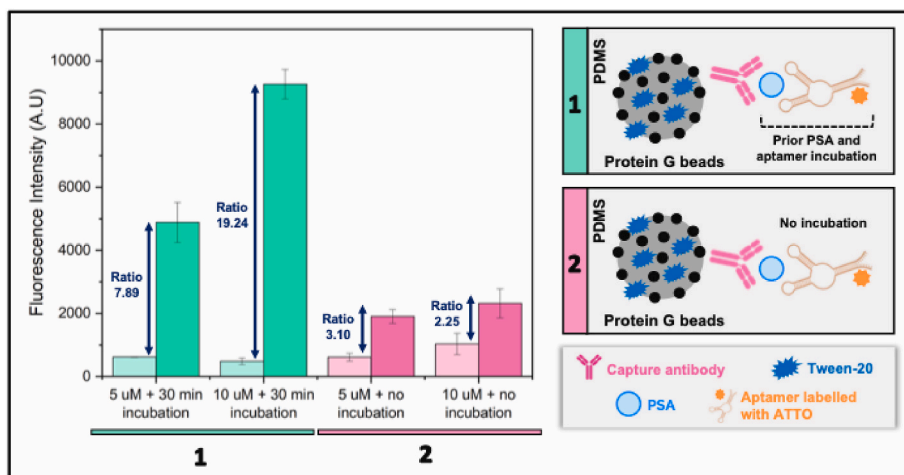 Fluorescence Intensity (A.U)
10000
8000
6000
4000
2000
0
Ratio
7.89
Ratio
19.24
Ratio
3.10
Ratio
2.25
5 uM + 30 min
incubation
10 uM + 30 min
incubation
5 uM + no
incubation
10 uM + no
incubation
1
2
1
PDMS
Protein G beads
Prior PSA and
aptamer incubation
2
PDMS
Protein G beads
No incubation
Capture antibody
Tween-20
PSA
Aptamer labelled
with ATTO